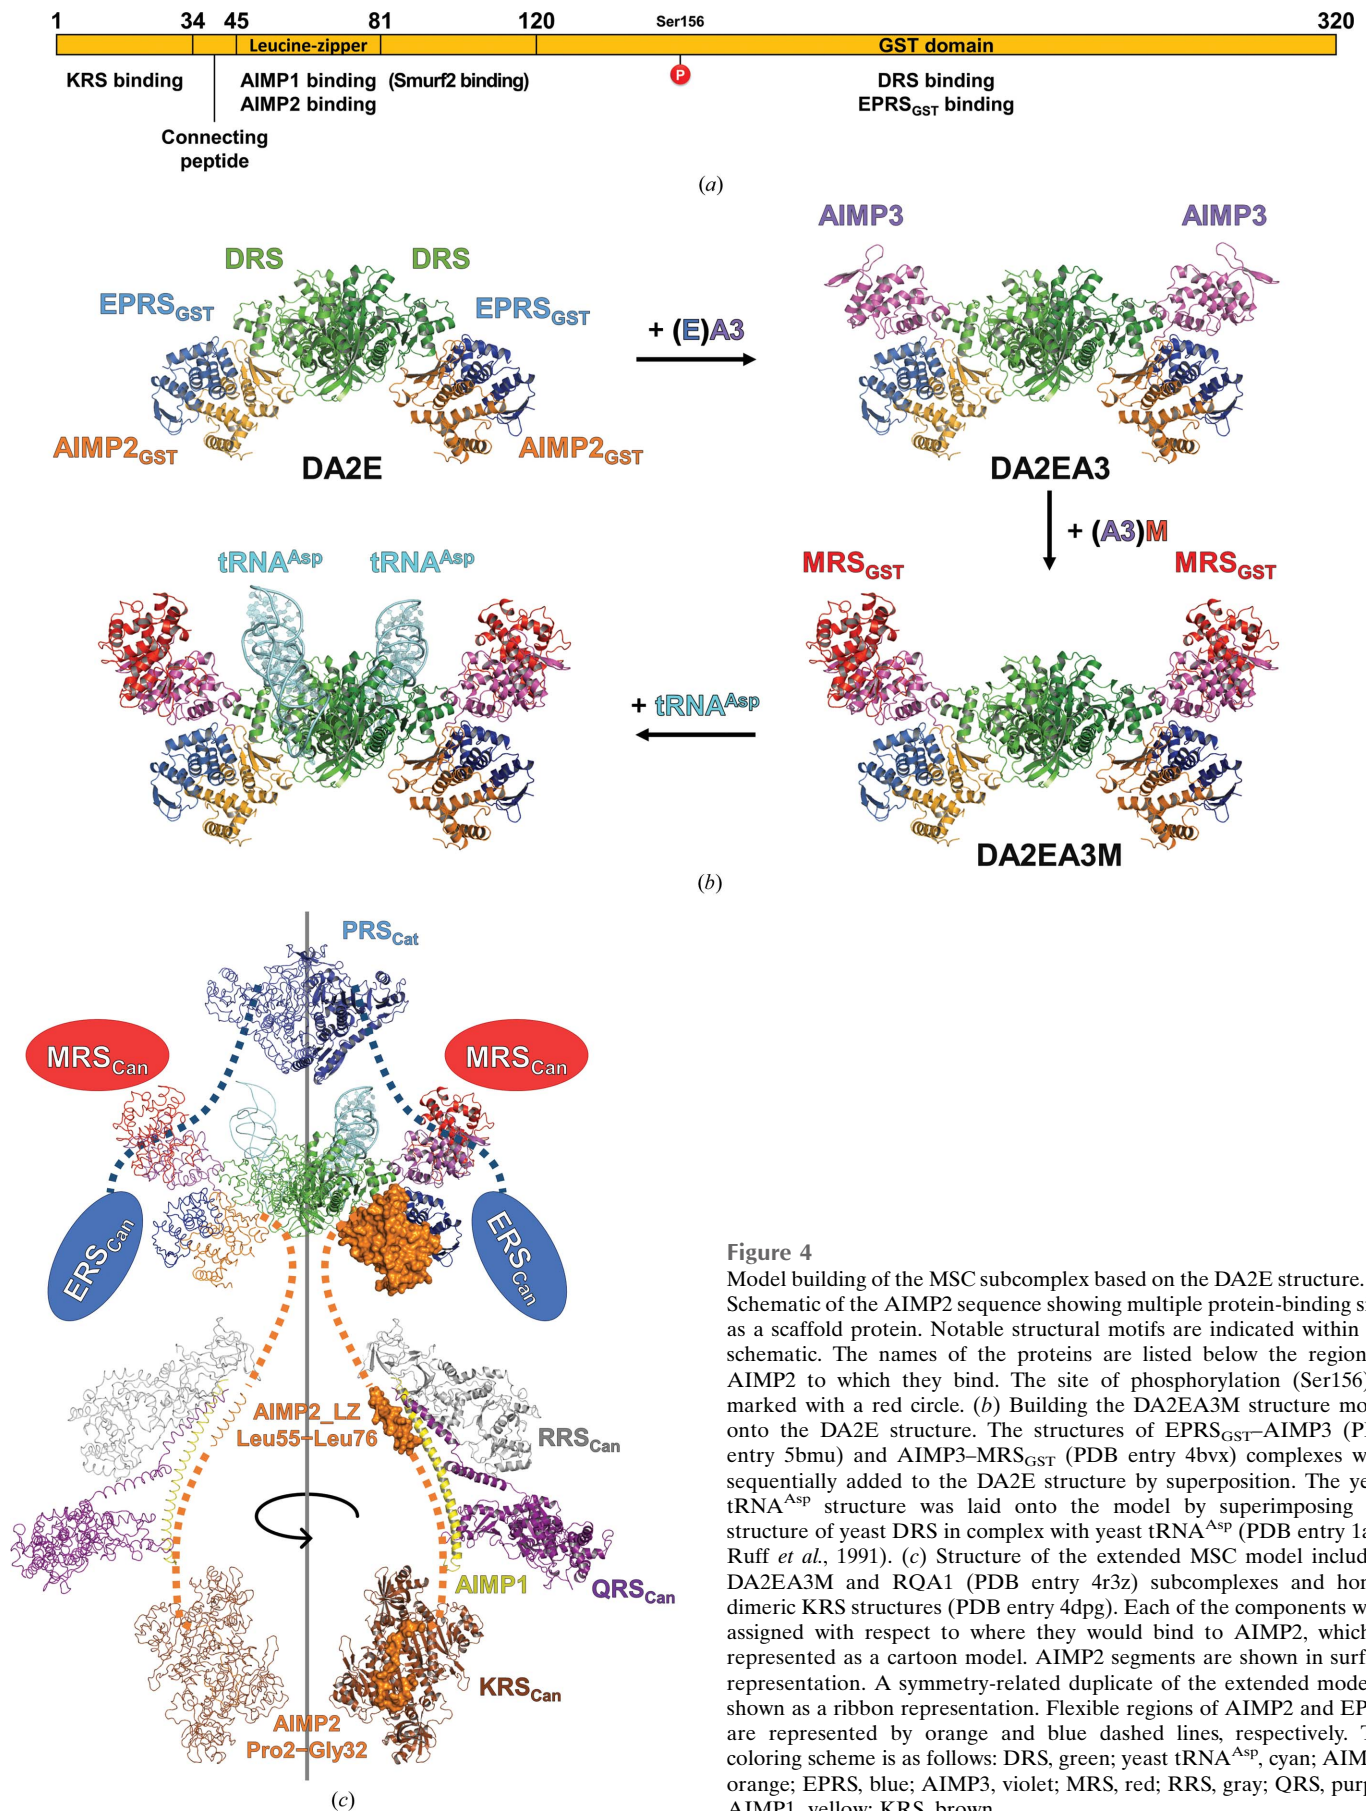 1 34 45 81 Ser156 120 320
Leucine-zipper GST domain
KRS binding AIMP1 binding (Smurf2 binding) P DRS binding
AIMP2 binding EPRSGST binding
Connecting
peptide
(a)
AIMP3 AIMP3
DRS DRS
EPRSGST EPRSGST
+ (E)A3
AIMP2GST AIMP2GST
DA2E DA2EA3
+ (A3)M
tRNAAsp tRNAAsp
MRSGST MRSGST
+ tRNAAsp
DA2EA3M
(b)
PRSCat
MRSCan MRSCan
ERSCan ERSCan
AIMP2_LZ
Leu55–Leu76
RRSCan
AIMP1
QRSCan
KRSCan
AIMP2
Pro2–Gly32
(c)
Figure 4
Model building of the MSC subcomplex based on the DA2E structure.
Schematic of the AIMP2 sequence showing multiple protein-binding
as a scaffold protein. Notable structural motifs are indicated within
schematic. The names of the proteins are listed below the region
AIMP2 to which they bind. The site of phosphorylation (Ser156)
marked with a red circle. (b) Building the DA2EA3M structure
onto the DA2E structure. The structures of EPRSGST–AIMP3
entry 5bmu) and AIMP3–MRSGST (PDB entry 4bvx) complexes
sequentially added to the DA2E structure by superposition. The
tRNAAsp structure was laid onto the model by superimposing
structure of yeast DRS in complex with yeast tRNAAsp (PDB entry
Ruff et al., 1991). (c) Structure of the extended MSC model
DA2EA3M and RQA1 (PDB entry 4r3z) subcomplexes and
dimeric KRS structures (PDB entry 4dpg). Each of the components
assigned with respect to where they would bind to AIMP2, which
represented as a cartoon model. AIMP2 segments are shown in
representation. A symmetry-related duplicate of the extended
shown as a ribbon representation. Flexible regions of AIMP2 and
are represented by orange and blue dashed lines, respectively.
coloring scheme is as follows: DRS, green; yeast tRNAAsp, cyan;
orange; EPRS, blue; AIMP3, violet; MRS, red; RRS, gray; QRS,
AIMP1, yellow; KRS, brown